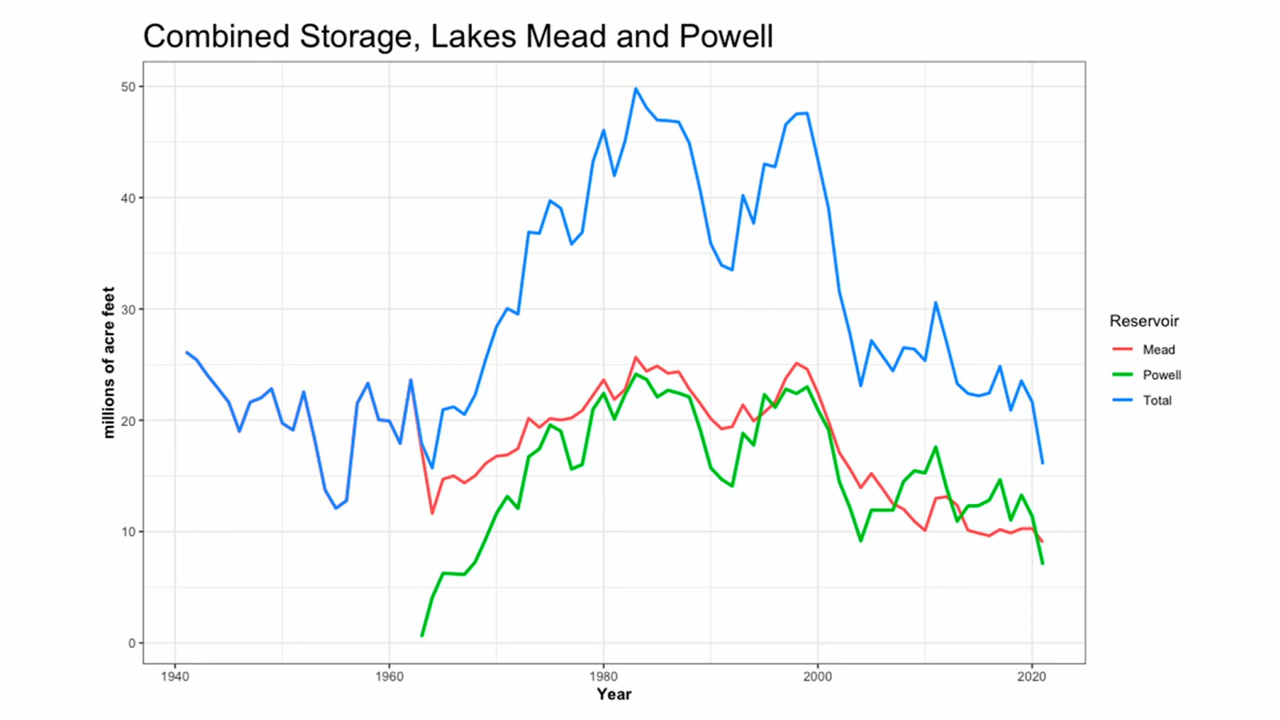 Combined Storage, Lakes Mead and Powell
millions of acre feet
50
40
30
20
10
0
1940 1960 1980 2000 2020
Year
Reservoir
Mead
Powell
Total